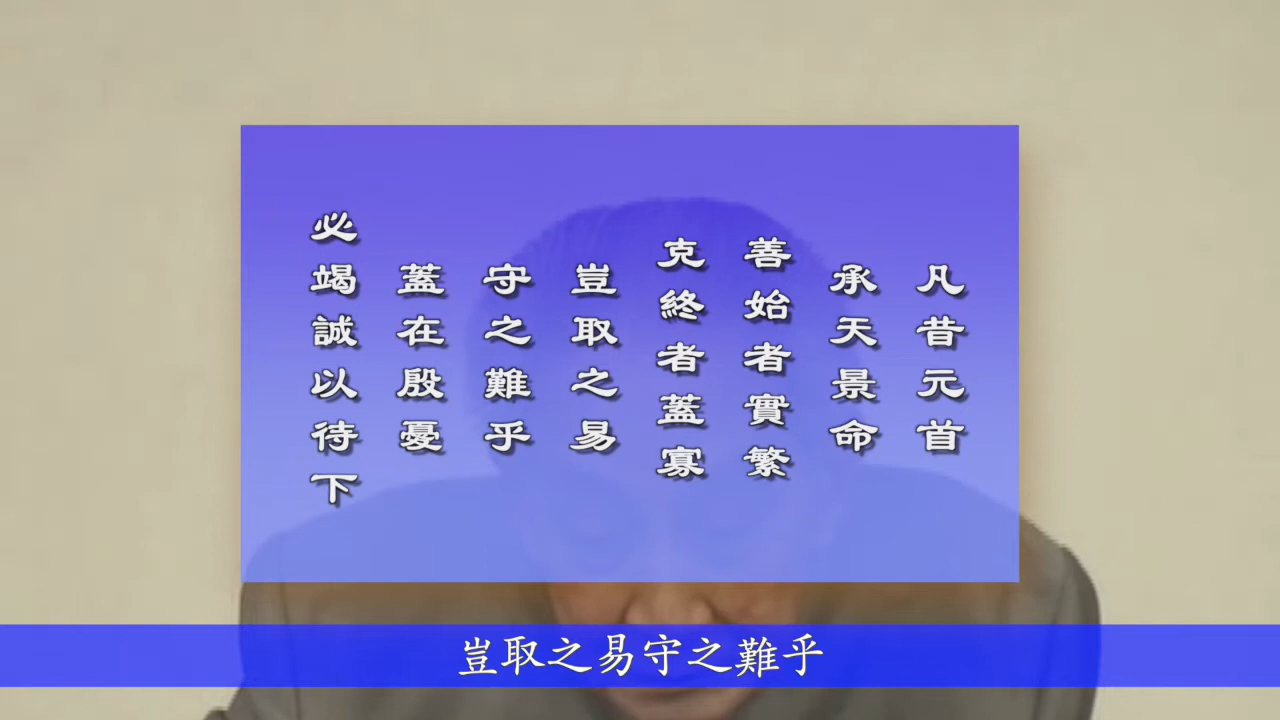 凡昔元首
承天景命
善始者實繁
克終者蓋寡
豈取之易
守之難乎
蓋在殷憂
必竭誠以待下
豈取之易守之難乎